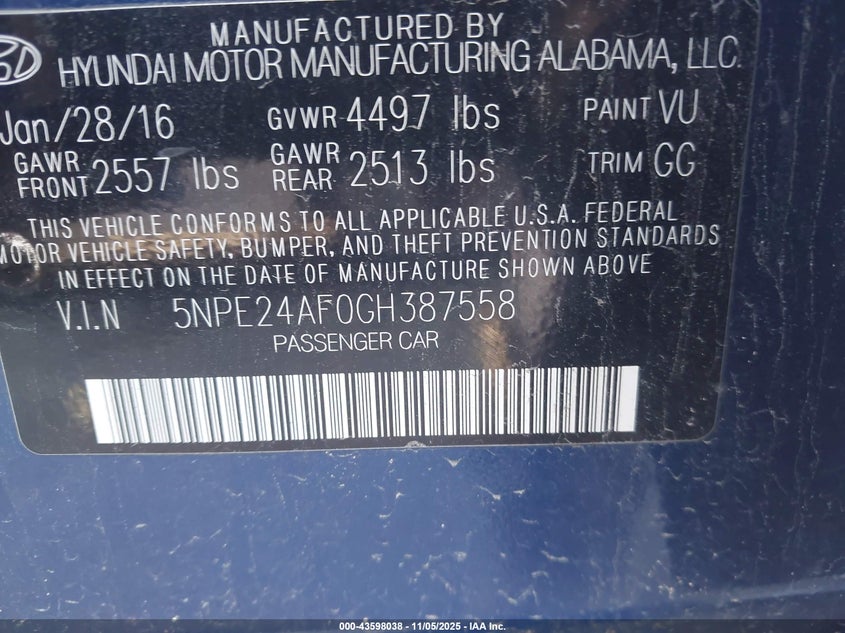 MANUFACTURED BY
HYUNDAI MOTOR MANUFACTURING ALABAMA, LLC
Jan/28/16 GVWR 4497 lbs PAINT VU
GAWR FRONT 2557 lbs GAWR REAR 2513 lbs TRIM GG
THIS VEHICLE CONFORMS TO ALL APPLICABLE U.S.A. FEDERAL
MOTOR VEHICLE SAFETY, BUMPER, AND THEFT PREVENTION STANDARDS
IN EFFECT ON THE DATE OF MANUFACTURE SHOWN ABOVE
V.I.N 5NPE24AF0GH387558
PASSENGER CAR
000-43598038 - 11/05/2025 - IAA Inc.